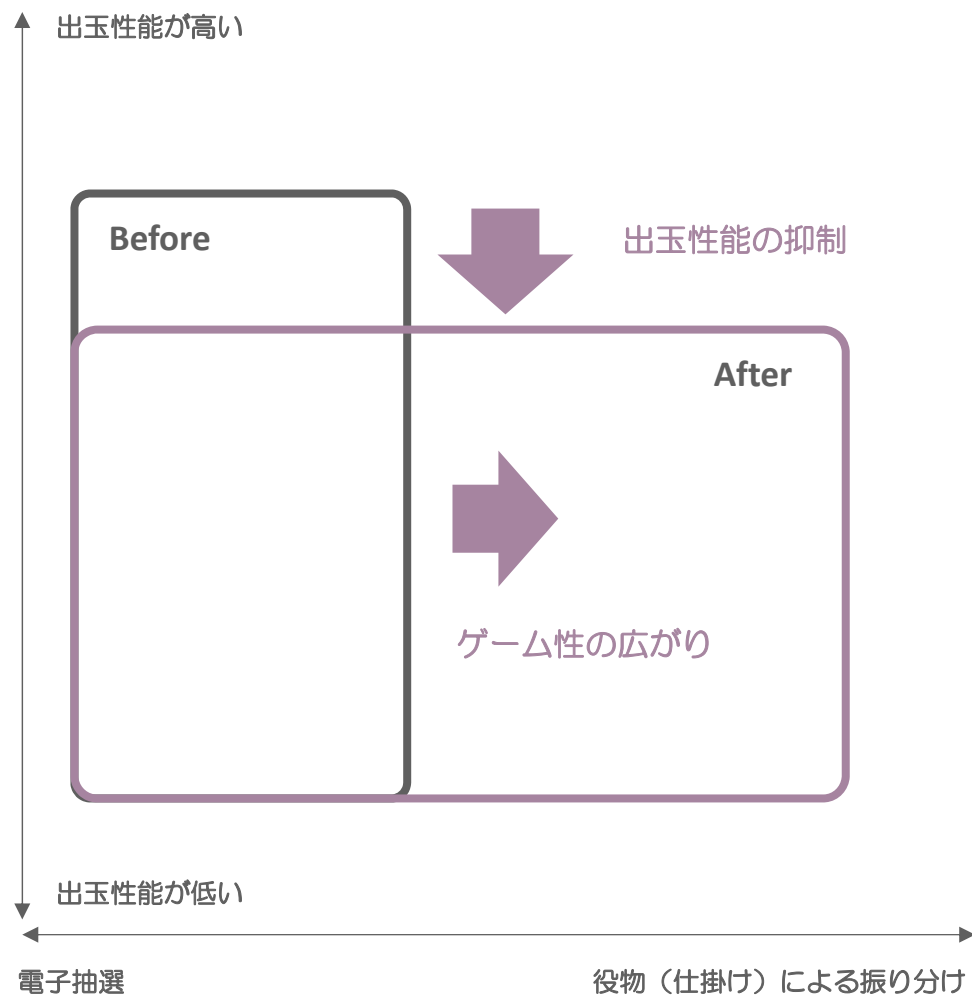 出玉性能が高い
Before
出玉性能の抑制
After
ゲーム性の広がり
出玉性能が低い
電子抽選
役物（仕掛け）による振り分け